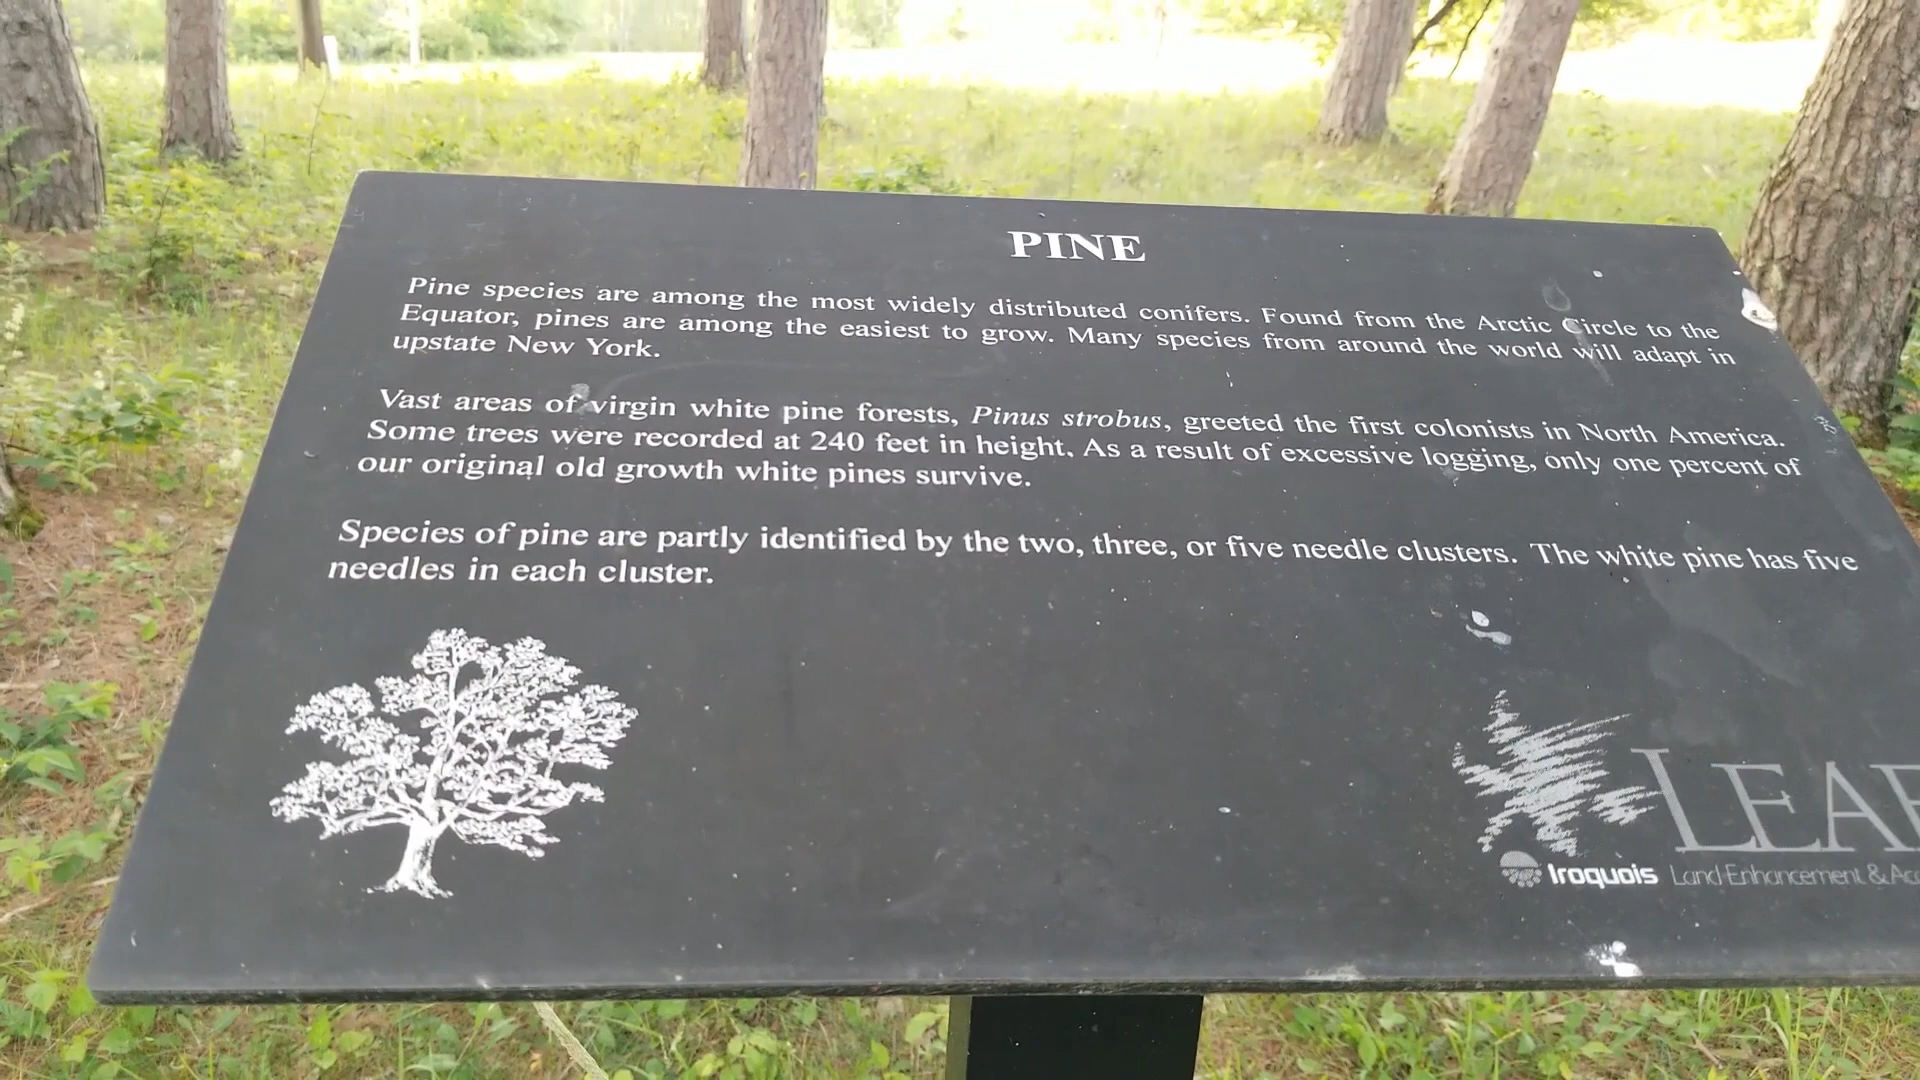 PINE
Pine species are among the most widely distributed conifers. Found from the Arctic Circle to the
Equator, pines are among the easiest to grow. Many species from around the world will adapt in
upstate New York.
Vast areas of virgin white pine forests, Pinus strobus, greeted the first colonists in North America.
Some trees were recorded at 240 feet in height. As a result of excessive logging, only one percent of
our original old growth white pines survive.
Species of pine are partly identified by the two, three, or five needle clusters. The white pine has five
needles in each cluster.
LEAF
Iroquois Land Enhancement &